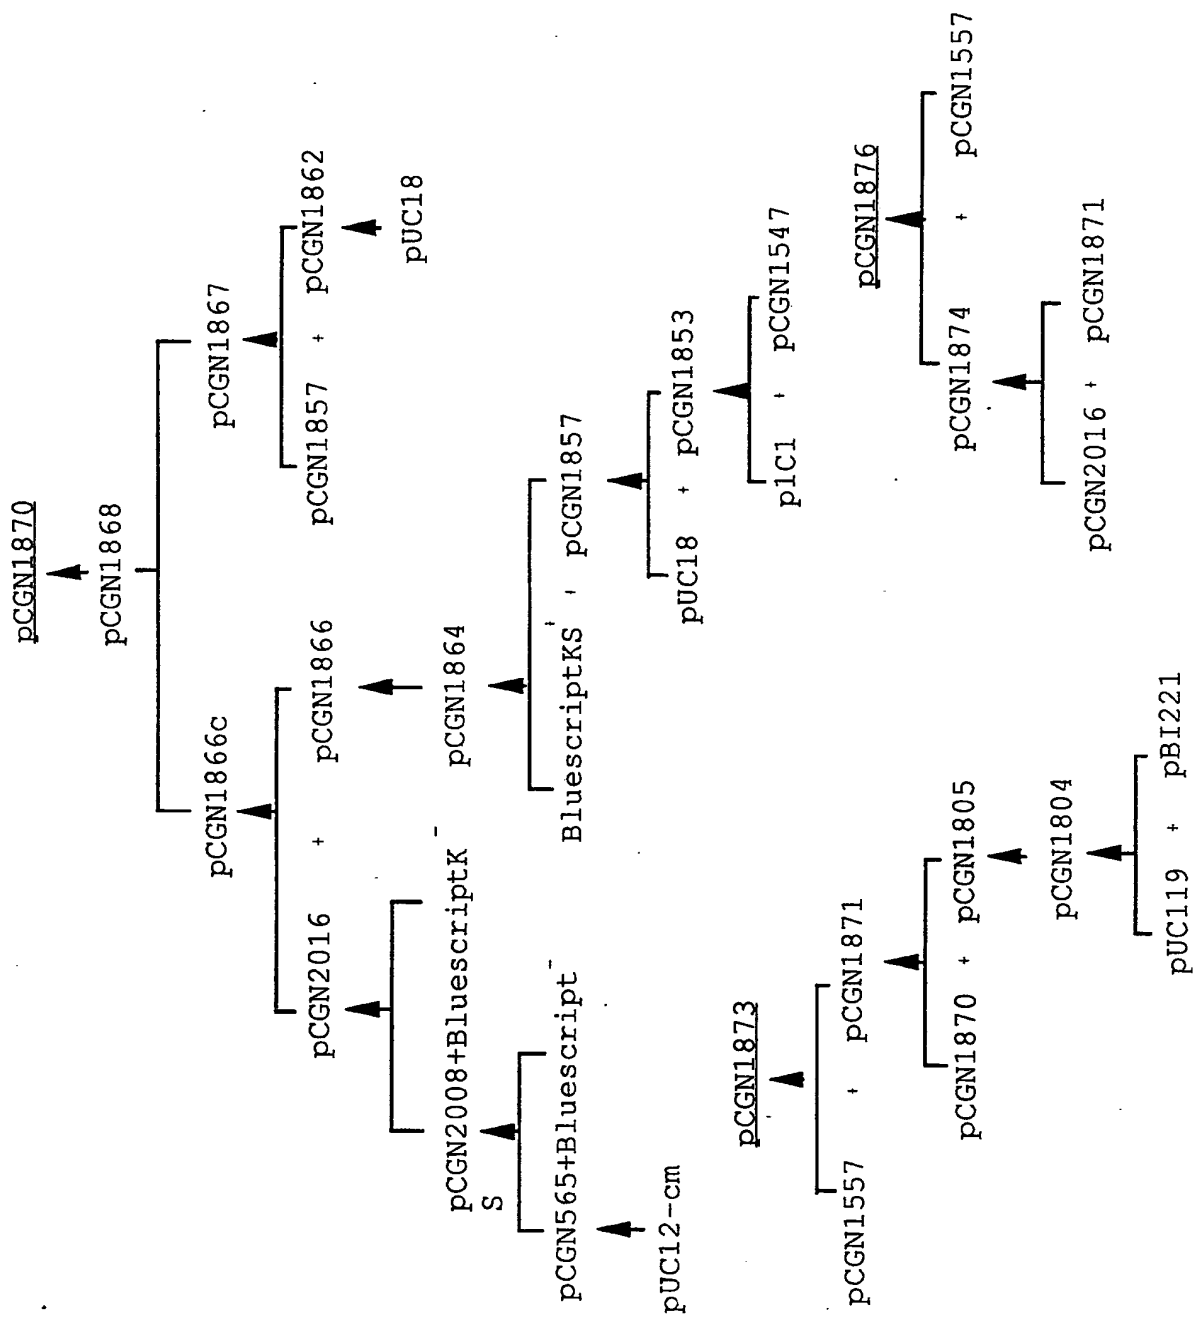 pCGN1870
pCGN1868
pCGN1866c pCGN1867
pCGN2016 + pCGN1866 pCGN1857 + pCGN1862
pCGN2008+BluescriptK⁻ pCGN1864 pUC18
S
pCGN565+Bluescript⁻ BluescriptKS⁻ + pCGN1857
pUC12-cm pUC18 + pCGN1853
p1C1 + pCGN1547
pCGN1873 pCGN1876
pCGN1557 + pCGN1871 pCGN1874 + pCGN1557
pCGN1870 + pCGN1805 pCGN2016 + pCGN1871
pCGN1804
pUC119 + pBI221